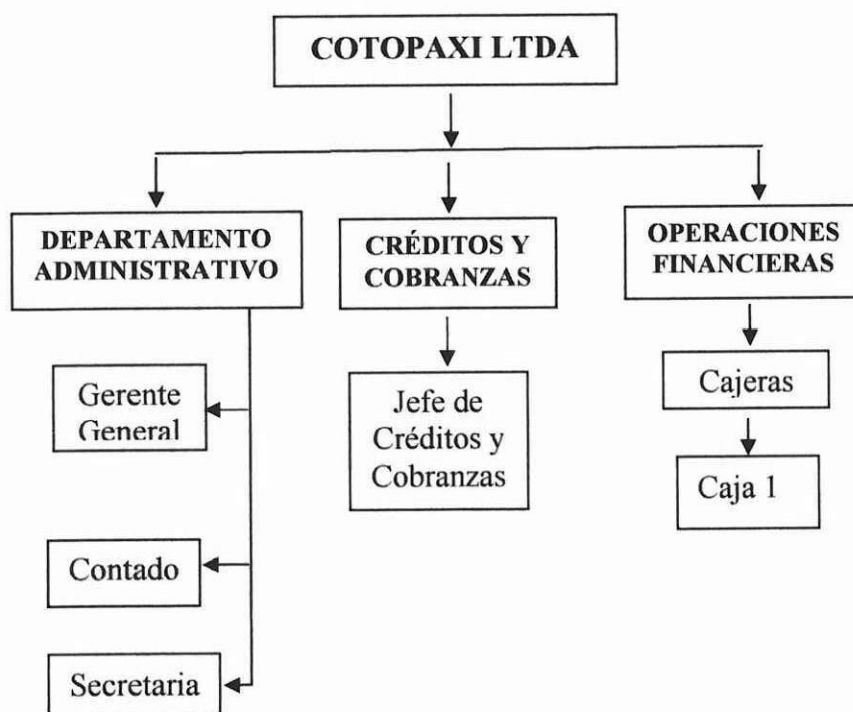 COTOPAXI LTDA
DEPARTAMENTO
ADMINISTRATIVO
CRÉDITOS Y
COBRANZAS
OPERACIONES
FINANCIERAS
Gerente
General
Contado
Secretaria
Jefe de
Créditos y
Cobranzas
Cajeras
Caja 1